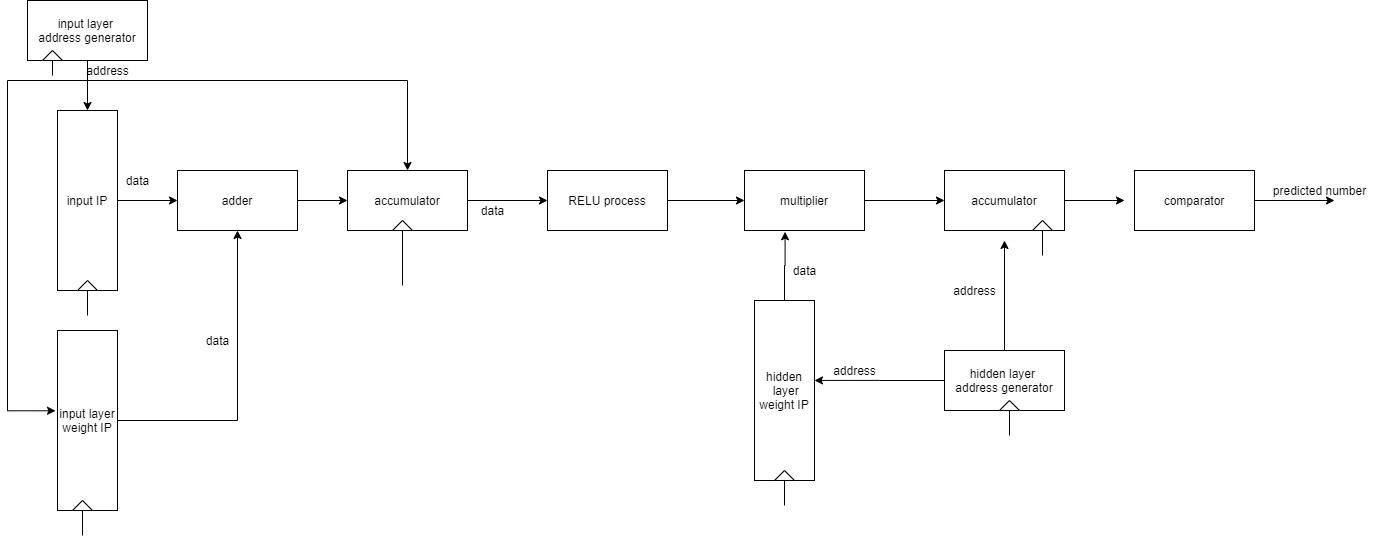 input layer
address generator
address
input IP
data
adder
accumulator
data
RELU process
multiplier
accumulator
comparator
predicted number
data
address
data
input layer
weight IP
hidden
layer
weight IP
address
hidden layer
address generator